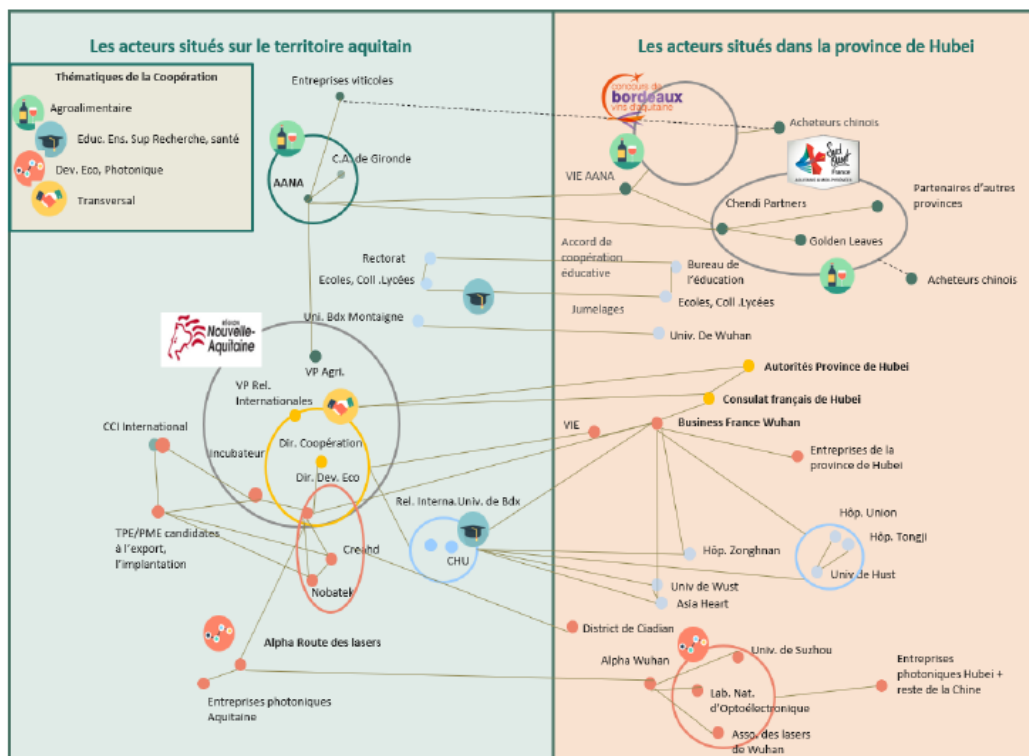 Les acteurs situés sur le territoire aquitain
Thématiques de la Coopération
Agroalimentaire
Educ. Ens. Sup Recherche, santé
Dev. Eco, Photonique
Transversal
Entreprises viticoles
C.A. de Gironde
AANA
Rectorat
Ecoles, Coll .Lycées
Uni. Bdx Montaigne
RÉGION
Nouvelle-
Aquitaine
VP Agri.
VP Rel.
Internationales
CCI International
Dir. Coopération
Incubateur
Dir. Dev. Eco
Rel. Interna.Univ. de Bdx
TPE/PME candidates
à l'export,
l'implantation
Creahd
CHU
Nobatek
Alpha Route des lasers
Entreprises photoniques
Aquitaine
Les acteurs situés dans la province de Hubei
concours de
bordeaux
vins d'aquitaine
Acheteurs chinois
Sud
Ouest
France
VIE AANA
Chendi Partners
Partenaires d'autres
provinces
Golden Leaves
Acheteurs chinois
Accord de
coopération
éducative
Bureau de
l'éducation
Jumelages
Ecoles, Coll .Lycées
Univ. De Wuhan
Autorités Province de Hubei
Consulat français de Hubei
VIE
Business France Wuhan
Entreprises de la
province de Hubei
Hôp. Union
Hôp. Tongji
Hôp. Zonghnan
Univ de Hust
Univ de Wust
Asia Heart
District de Ciadian
Alpha Wuhan
Univ. de Suzhou
Lab. Nat.
d'Optoélectronique
Entreprises
photoniques Hubei +
reste de la Chine
Asso. des lasers
de Wuhan